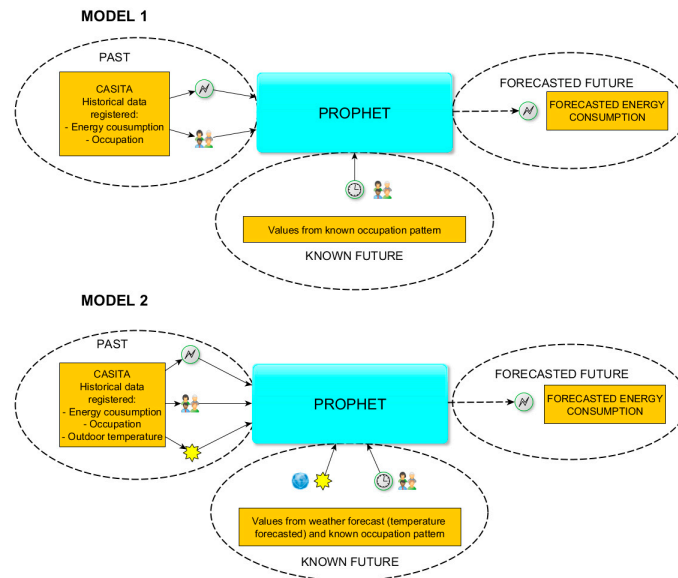 MODEL 1
PAST
CASITA
Historical data
registered:
- Energy cousumption
- Occupation
PROPHET
FORECASTED FUTURE
FORECASTED ENERGY
CONSUMPTION
Values from known occupation pattern
KNOWN FUTURE
MODEL 2
PAST
CASITA
Historical data
registered:
- Energy cousumption
- Occupation
- Outdoor temperature
PROPHET
FORECASTED FUTURE
FORECASTED ENERGY
CONSUMPTION
Values from weather forecast (temperature
forecasted) and known occupation pattern
KNOWN FUTURE